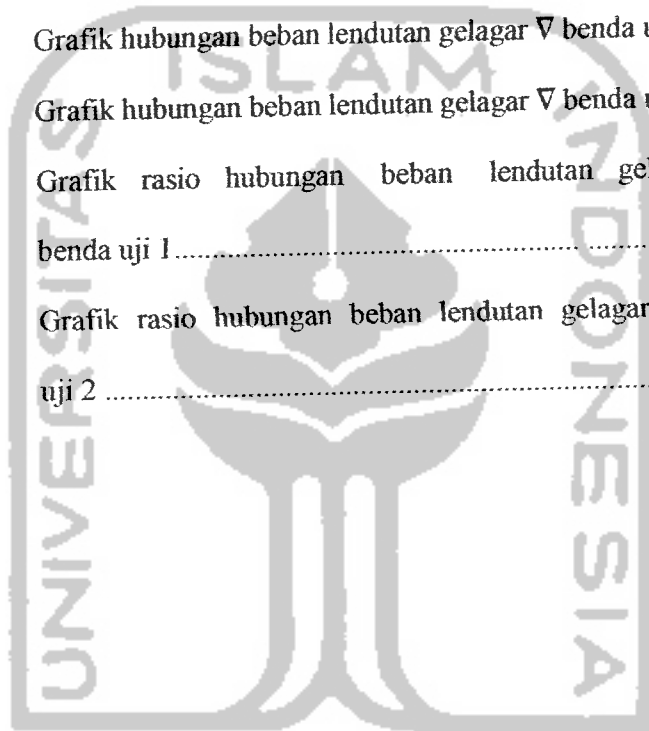 Grafik hubungan beban lendutan gelagar ∇ benda
Grafik hubungan beban lendutan gelagar ∇ benda
Grafik rasio hubungan beban lendutan
benda uji 1 ............................................................
Grafik rasio hubungan beban lendutan gelagar
uji 2 ............................................................
UNIVERSITAS
ISLAM
INDONESIA